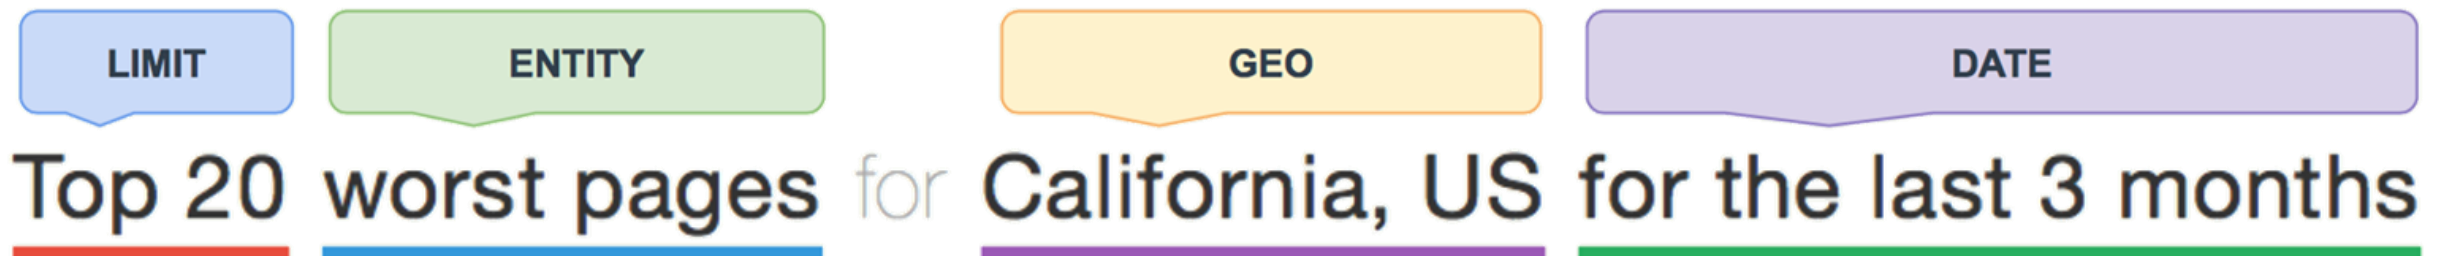 LIMIT ENTITY GEO DATE
Top 20 worst pages for California, US for the last 3 months